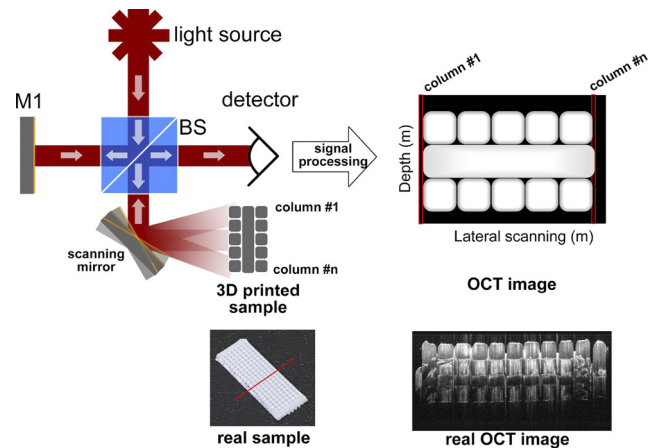 light source
M1
BS
detector
signal
processing
column #1
column #n
Depth (m)
Lateral scanning (m)
OCT image
scanning
mirror
column #1
column #n
3D printed
sample
real sample
real OCT image